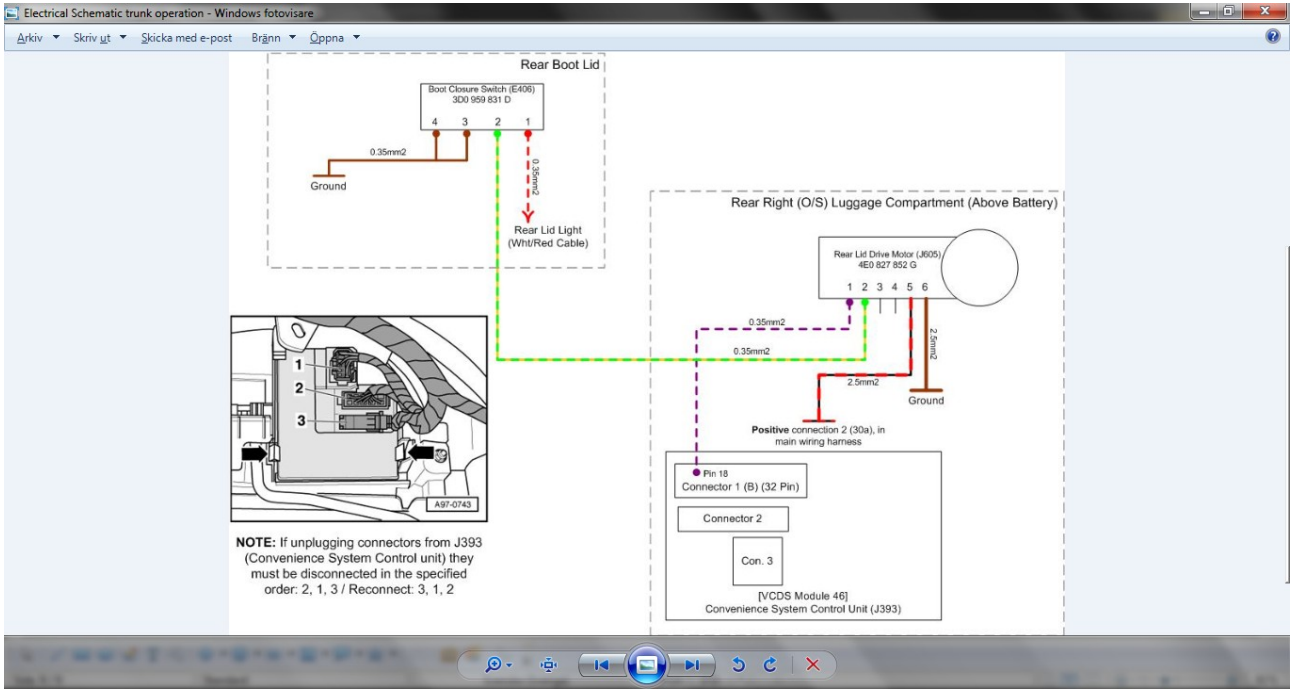 Electrical Schematic trunk operation - Windows fotovisare
Arkiv Skriv ut Skicka med e-post Bränn Öppna
Rear Boot Lid
Boot Closure Switch (E406)
3D0 959 831 D
4 3 2 1
0.35mm2
0.35mm2
Ground
Rear Lid Light
(Wht/Red Cable)
Rear Right (O/S) Luggage Compartment (Above Battery)
Rear Lid Drive Motor (J605)
4E0 827 852 G
1 2 3 4 5 6
0.35mm2
0.35mm2
2.5mm2
2.5mm2
Ground
Positive connection 2 (30a), in
main wiring harness
Pin 18
Connector 1 (B) (32 Pin)
Connector 2
Con. 3
[VCDS Module 46]
Convenience System Control Unit (J393)
1
2
3
A97-0743
NOTE: If unplugging connectors from J393
(Convenience System Control unit) they
must be disconnected in the specified
order: 2, 1, 3 / Reconnect: 3, 1, 2